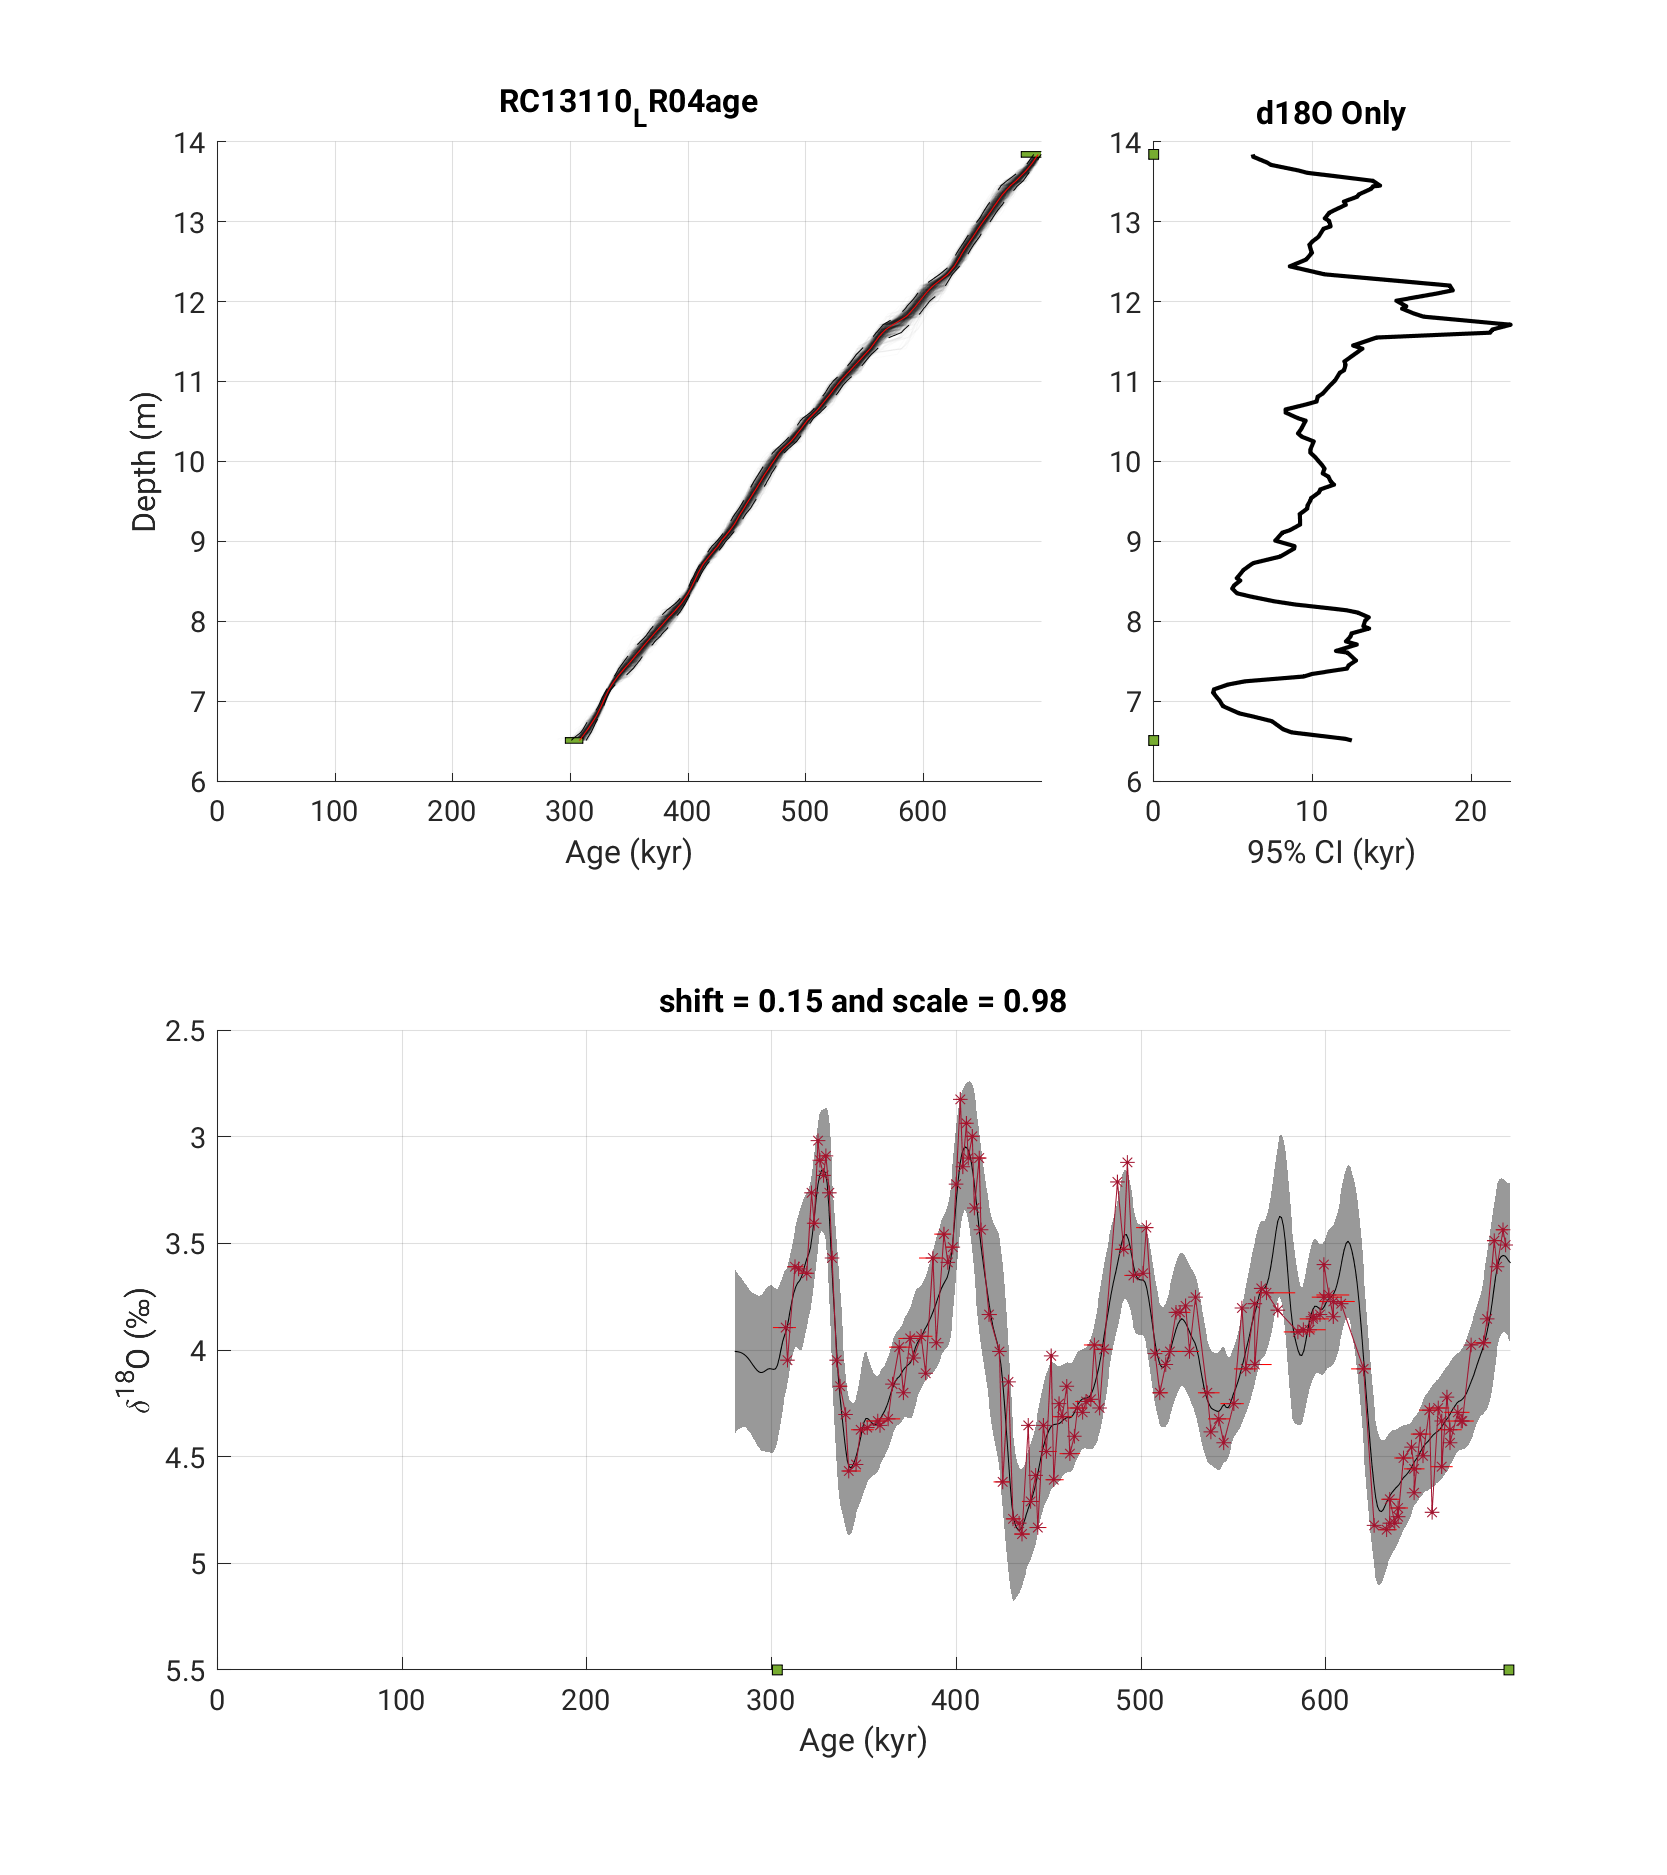 RC13110_LR04age
14
13
12
11
10
9
8
7
6
Depth (m)
0 100 200 300 400 500 600
Age (kyr)
d18O Only
14
13
12
11
10
9
8
7
6
0 10 20
95% CI (kyr)
shift = 0.15 and scale = 0.98
2.5
3
3.5
4
4.5
5
5.5
δ18O (‰)
0 100 200 300 400 500 600
Age (kyr)